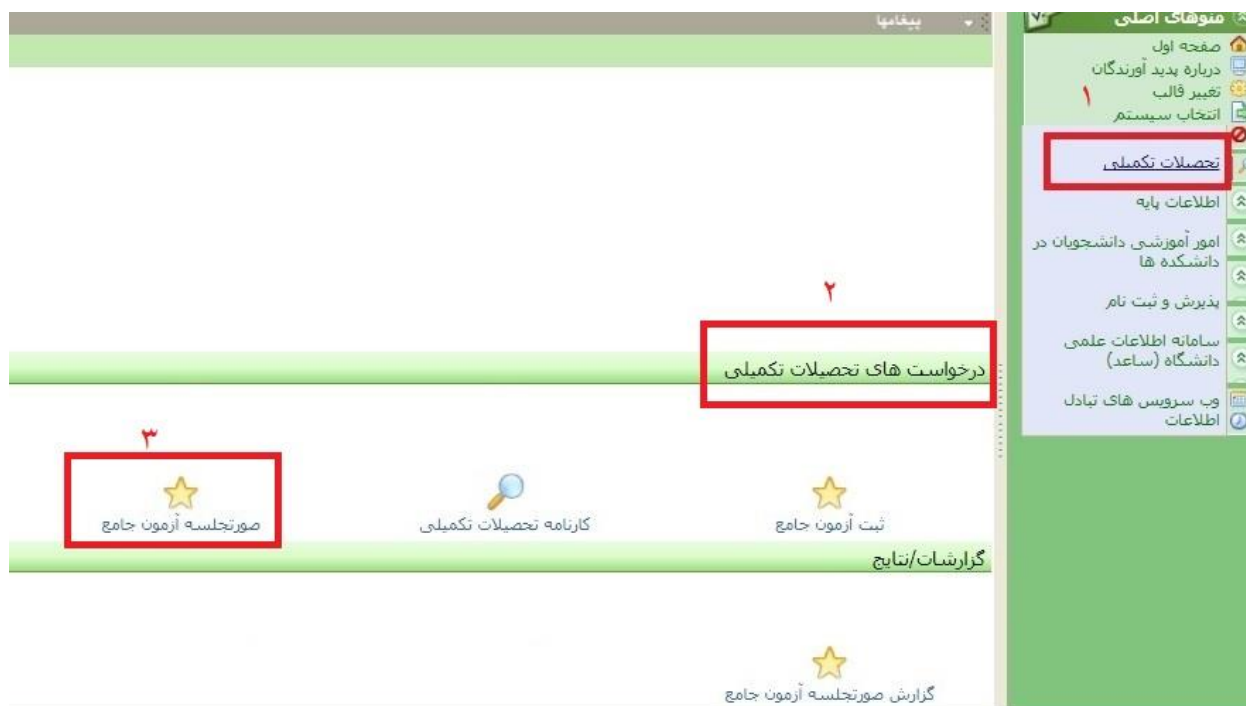 منوهای اصلی
صفحه اول
درباره پدید آورندگان
تغییر قالب
انتخاب سیستم
۱
تحصیلات تکمیلی
اطلاعات پایه
امور آموزشی دانشجویان در
دانشکده ها
پذیرش و ثبت نام
سامانه اطلاعات علمی
دانشگاه (ساعد)
وب سرویس های تبادل
اطلاعات
پیغامها
۲
درخواست های تحصیلات تکمیلی
۳
ثبت آزمون جامع
کارنامه تحصیلات تکمیلی
صورتجلسه آزمون جامع
گزارشات/نتایج
گزارش صورتجلسه آزمون جامع